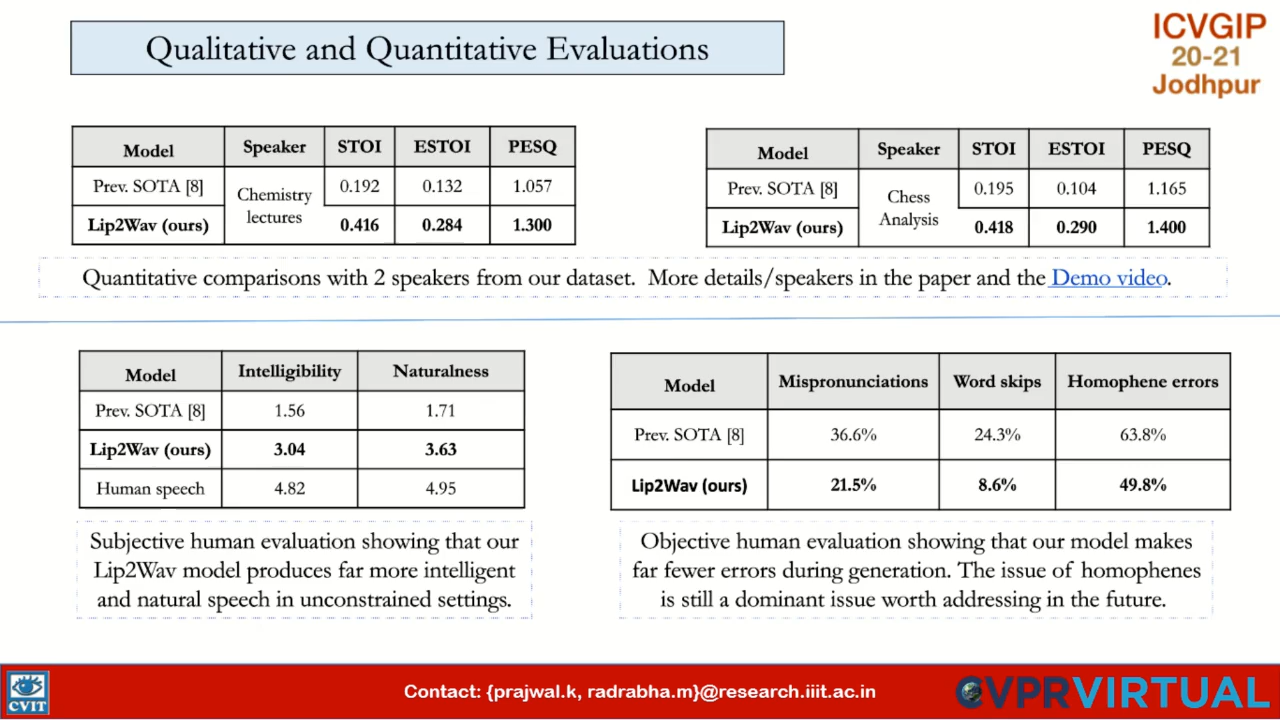 Qualitative and Quantitative Evaluations
ICVGIP
20-21
Jodhpur
Model Speaker STOI ESTOI PESQ
Prev. SOTA [8] Chemistry lectures 0.192 0.132 1.057
Lip2Wav (ours) 0.416 0.284 1.300
Model Speaker STOI ESTOI PESQ
Prev. SOTA [8] Chess Analysis 0.195 0.104 1.165
Lip2Wav (ours) 0.418 0.290 1.400
Quantitative comparisons with 2 speakers from our dataset. More details/speakers in the paper and the Demo video.
Model Intelligibility Naturalness
Prev. SOTA [8] 1.56 1.71
Lip2Wav (ours) 3.04 3.63
Human speech 4.82 4.95
Subjective human evaluation showing that our
Lip2Wav model produces far more intelligent
and natural speech in unconstrained settings.
Model Mispronunciations Word skips Homophene errors
Prev. SOTA [8] 36.6% 24.3% 63.8%
Lip2Wav (ours) 21.5% 8.6% 49.8%
Objective human evaluation showing that our model makes
far fewer errors during generation. The issue of homophenes
is still a dominant issue worth addressing in the future.
CVIT
Contact: {prajwal.k, radrabha.m}@research.iiit.ac.in
CVPRVIRTUAL